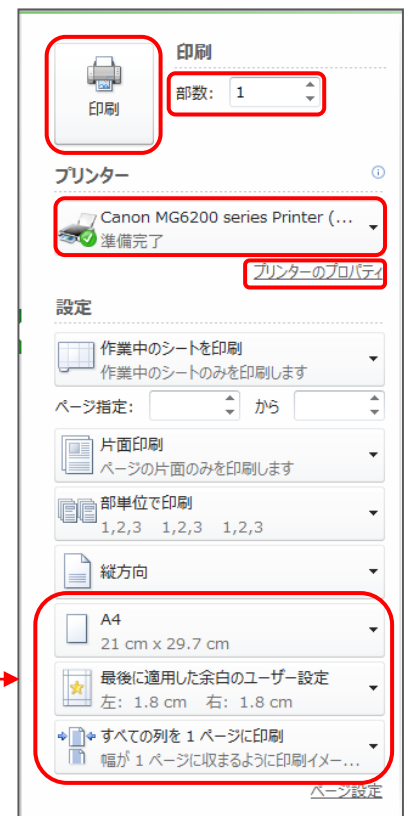 印刷
印刷
部数: 1
プリンター
Canon MG6200 series Printer (...
準備完了
プリンターのプロパティ
設定
作業中のシートを印刷
作業中のシートのみを印刷します
ページ指定: から
片面印刷
ページの片面のみを印刷します
部単位で印刷
1,2,3 1,2,3 1,2,3
縦方向
A4
21 cm x 29.7 cm
最後に適用した余白のユーザー設定
左: 1.8 cm 右: 1.8 cm
すべての列を 1 ページに印刷
幅が 1 ページに収まるように印刷イメー...
ページ設定